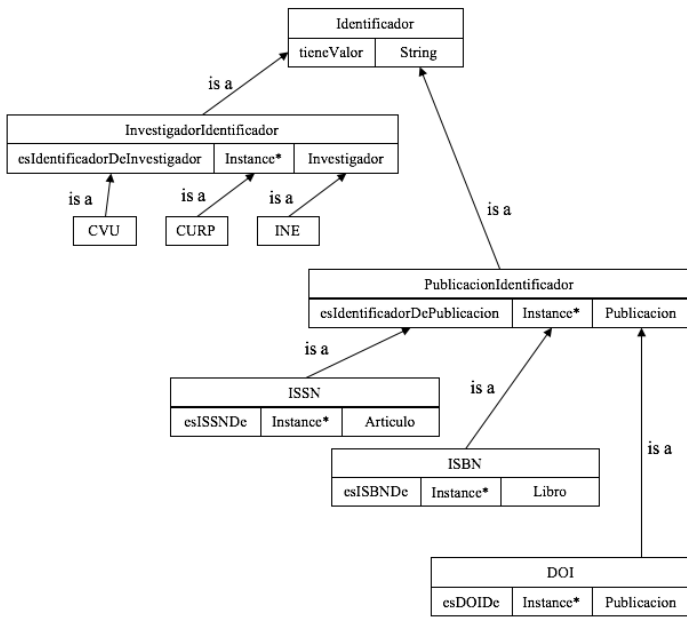 Identificador
tieneValor String
is a
is a
InvestigadorIdentificador
esIdentificadorDeInvestigador Instance* Investigador
is a is a is a
CVU CURP INE
PublicacionIdentificador
esIdentificadorDePublicacion Instance* Publicacion
is a
is a
is a
ISSN
esISSNDe Instance* Articulo
ISBN
esISBNDe Instance* Libro
DOI
esDOIDe Instance* Publicacion